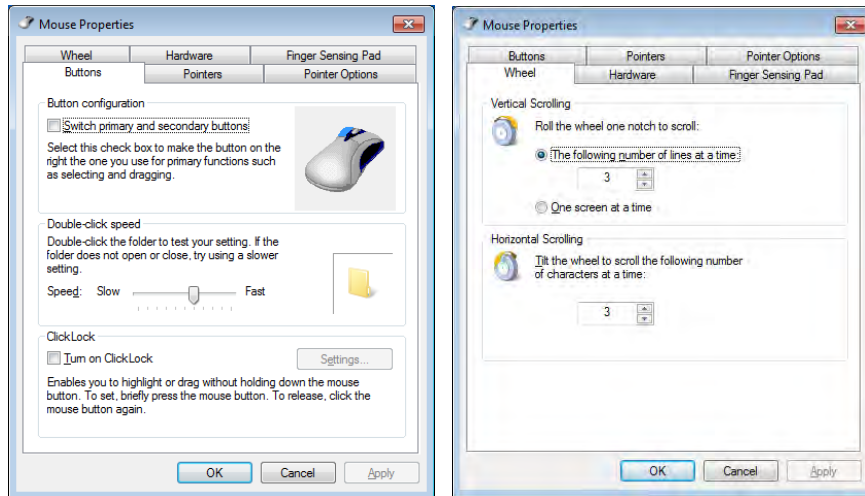 Mouse Properties
Wheel Hardware Finger Sensing Pad
Buttons Pointers Pointer Options
Button configuration
Switch primary and secondary buttons
Select this check box to make the button on the
right the one you use for primary functions such
as selecting and dragging.
Double-click speed
Double-click the folder to test your setting. If the
folder does not open or close, try using a slower
setting.
Speed: Slow Fast
ClickLock
Turn on ClickLock
Settings...
Enables you to highlight or drag without holding down the mouse
button. To set, briefly press the mouse button. To release, click the
mouse button again.
OK Cancel Apply
Mouse Properties
Buttons Pointers Pointer Options
Wheel Hardware Finger Sensing Pad
Vertical Scrolling
Roll the wheel one notch to scroll:
The following number of lines at a time:
3
One screen at a time
Horizontal Scrolling
Tilt the wheel to scroll the following number
of characters at a time:
3
OK Cancel Apply